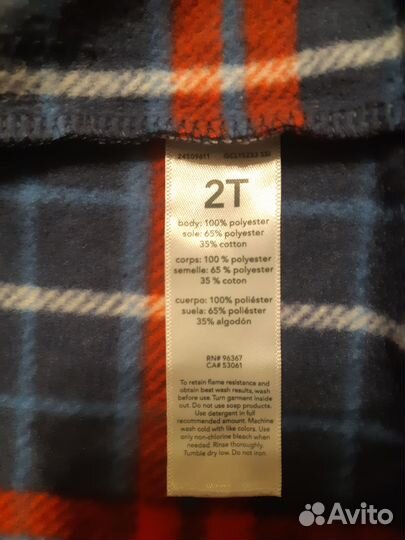 2T
body: 100% polyester
sole: 65% polyester
35% cotton
corps: 100 % polyester
semelle: 65 % polyester
35 % coton
cuerpo: 100% poliéster
suela: 65% poliéster
35% algodón
RN# 96367
CA# 53061
To retain flame resistance and
obtain best wash results, wash
before use. Turn garment inside
out. Do not use soap products.
Use detergent in full
recommended amount. Machine
wash cold with like colors. Use
only non-chlorine bleach when
needed. Rinse thoroughly.
Tumble dry low. Do not iron.
Avito